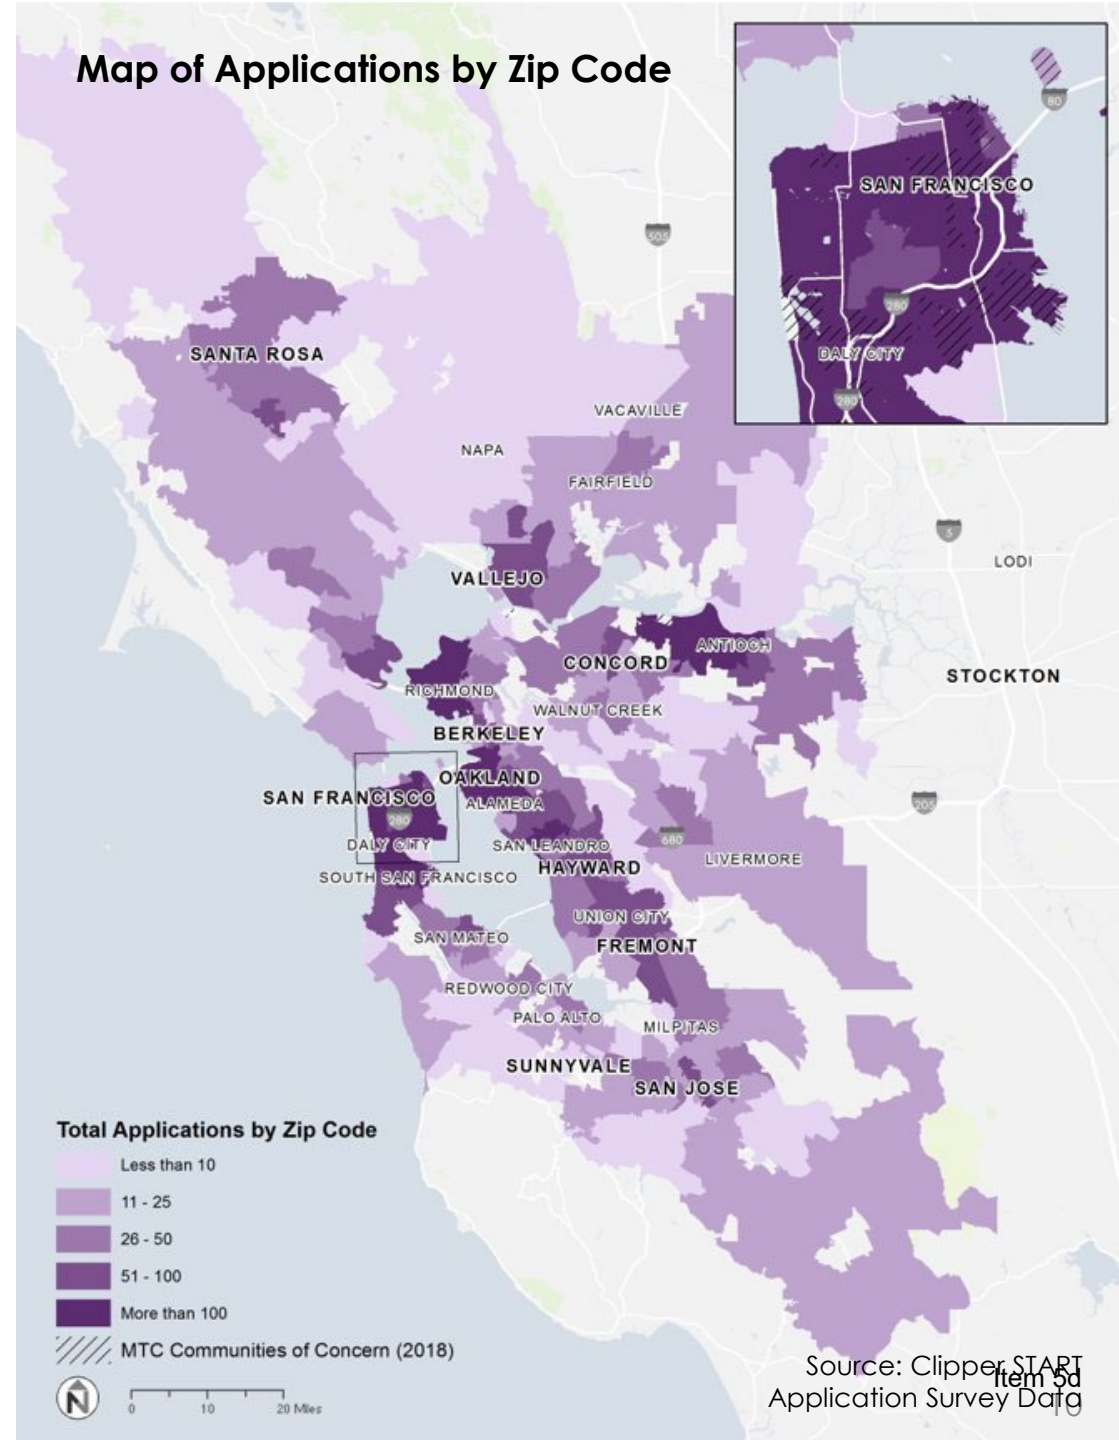 Map of Applications by Zip Code
80
SAN FRANCISCO
280
DALY CITY
280
505
SANTA ROSA
VACAVILLE
NAPA
FAIRFIELD
5
LODI
VALLEJO
ANTIOCH
CONCORD
STOCKTON
RICHMOND
WALNUT CREEK
BERKELEY
OAKLAND
SAN FRANCISCO
ALAMEDA
205
280
680
DALY CITY
SAN LEANDRO
LIVERMORE
HAYWARD
SOUTH SAN FRANCISCO
UNION CITY
SAN MATEO
FREMONT
REDWOOD CITY
PALO ALTO
MILPITAS
SUNNYVALE
SAN JOSE
Total Applications by Zip Code
Less than 10
11 - 25
26 - 50
51 - 100
More than 100
MTC Communities of Concern (2018)
N
0 10 20 Miles
Source: Clipper START
Item 5d
Application Survey Data